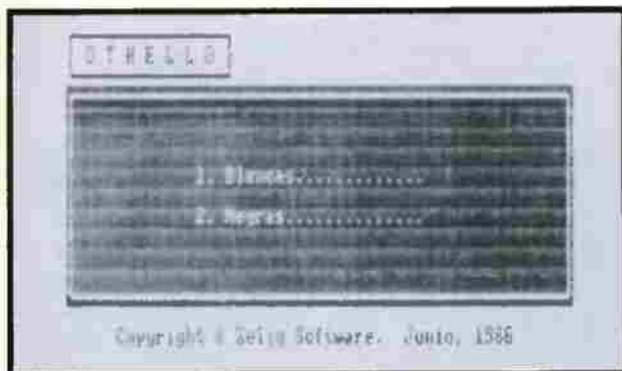 OTHELLO
1. Blancas.............
2. Negras..............
Copyright Software. Junio, 1986